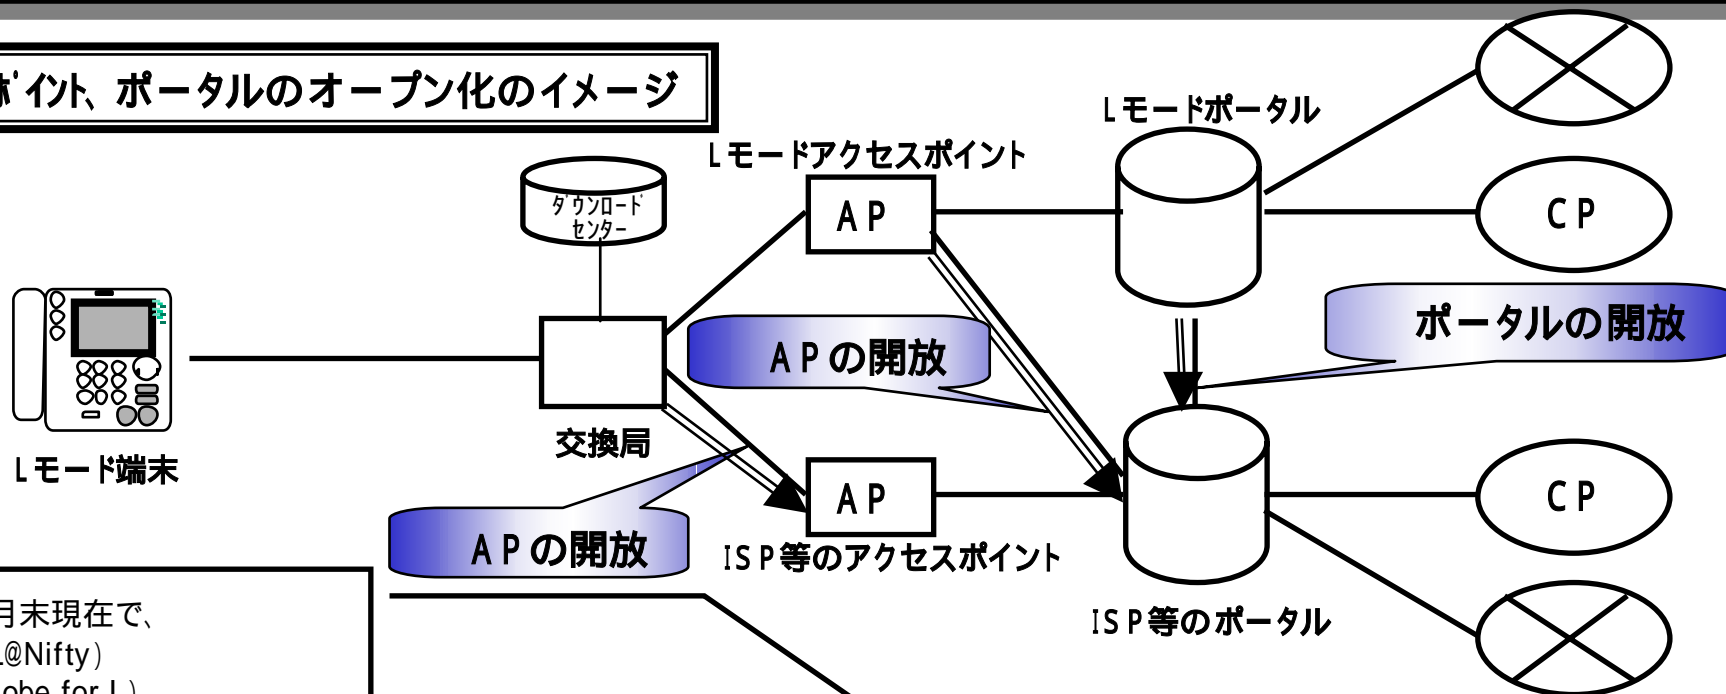 ﾎﾟｲﾝﾄ、ポータルのオープン化のイメージ
Lモードポータル
Lモードアクセスポイント
ﾀﾞｳﾝﾛｰﾄﾞ
ｾﾝﾀｰ
AP
CP
ポータルの開放
APの開放
交換局
Lモード端末
AP
CP
APの開放
ISP等のアクセスポイント
ISP等のポータル
月末現在で、
@Nifty）
obe for L）